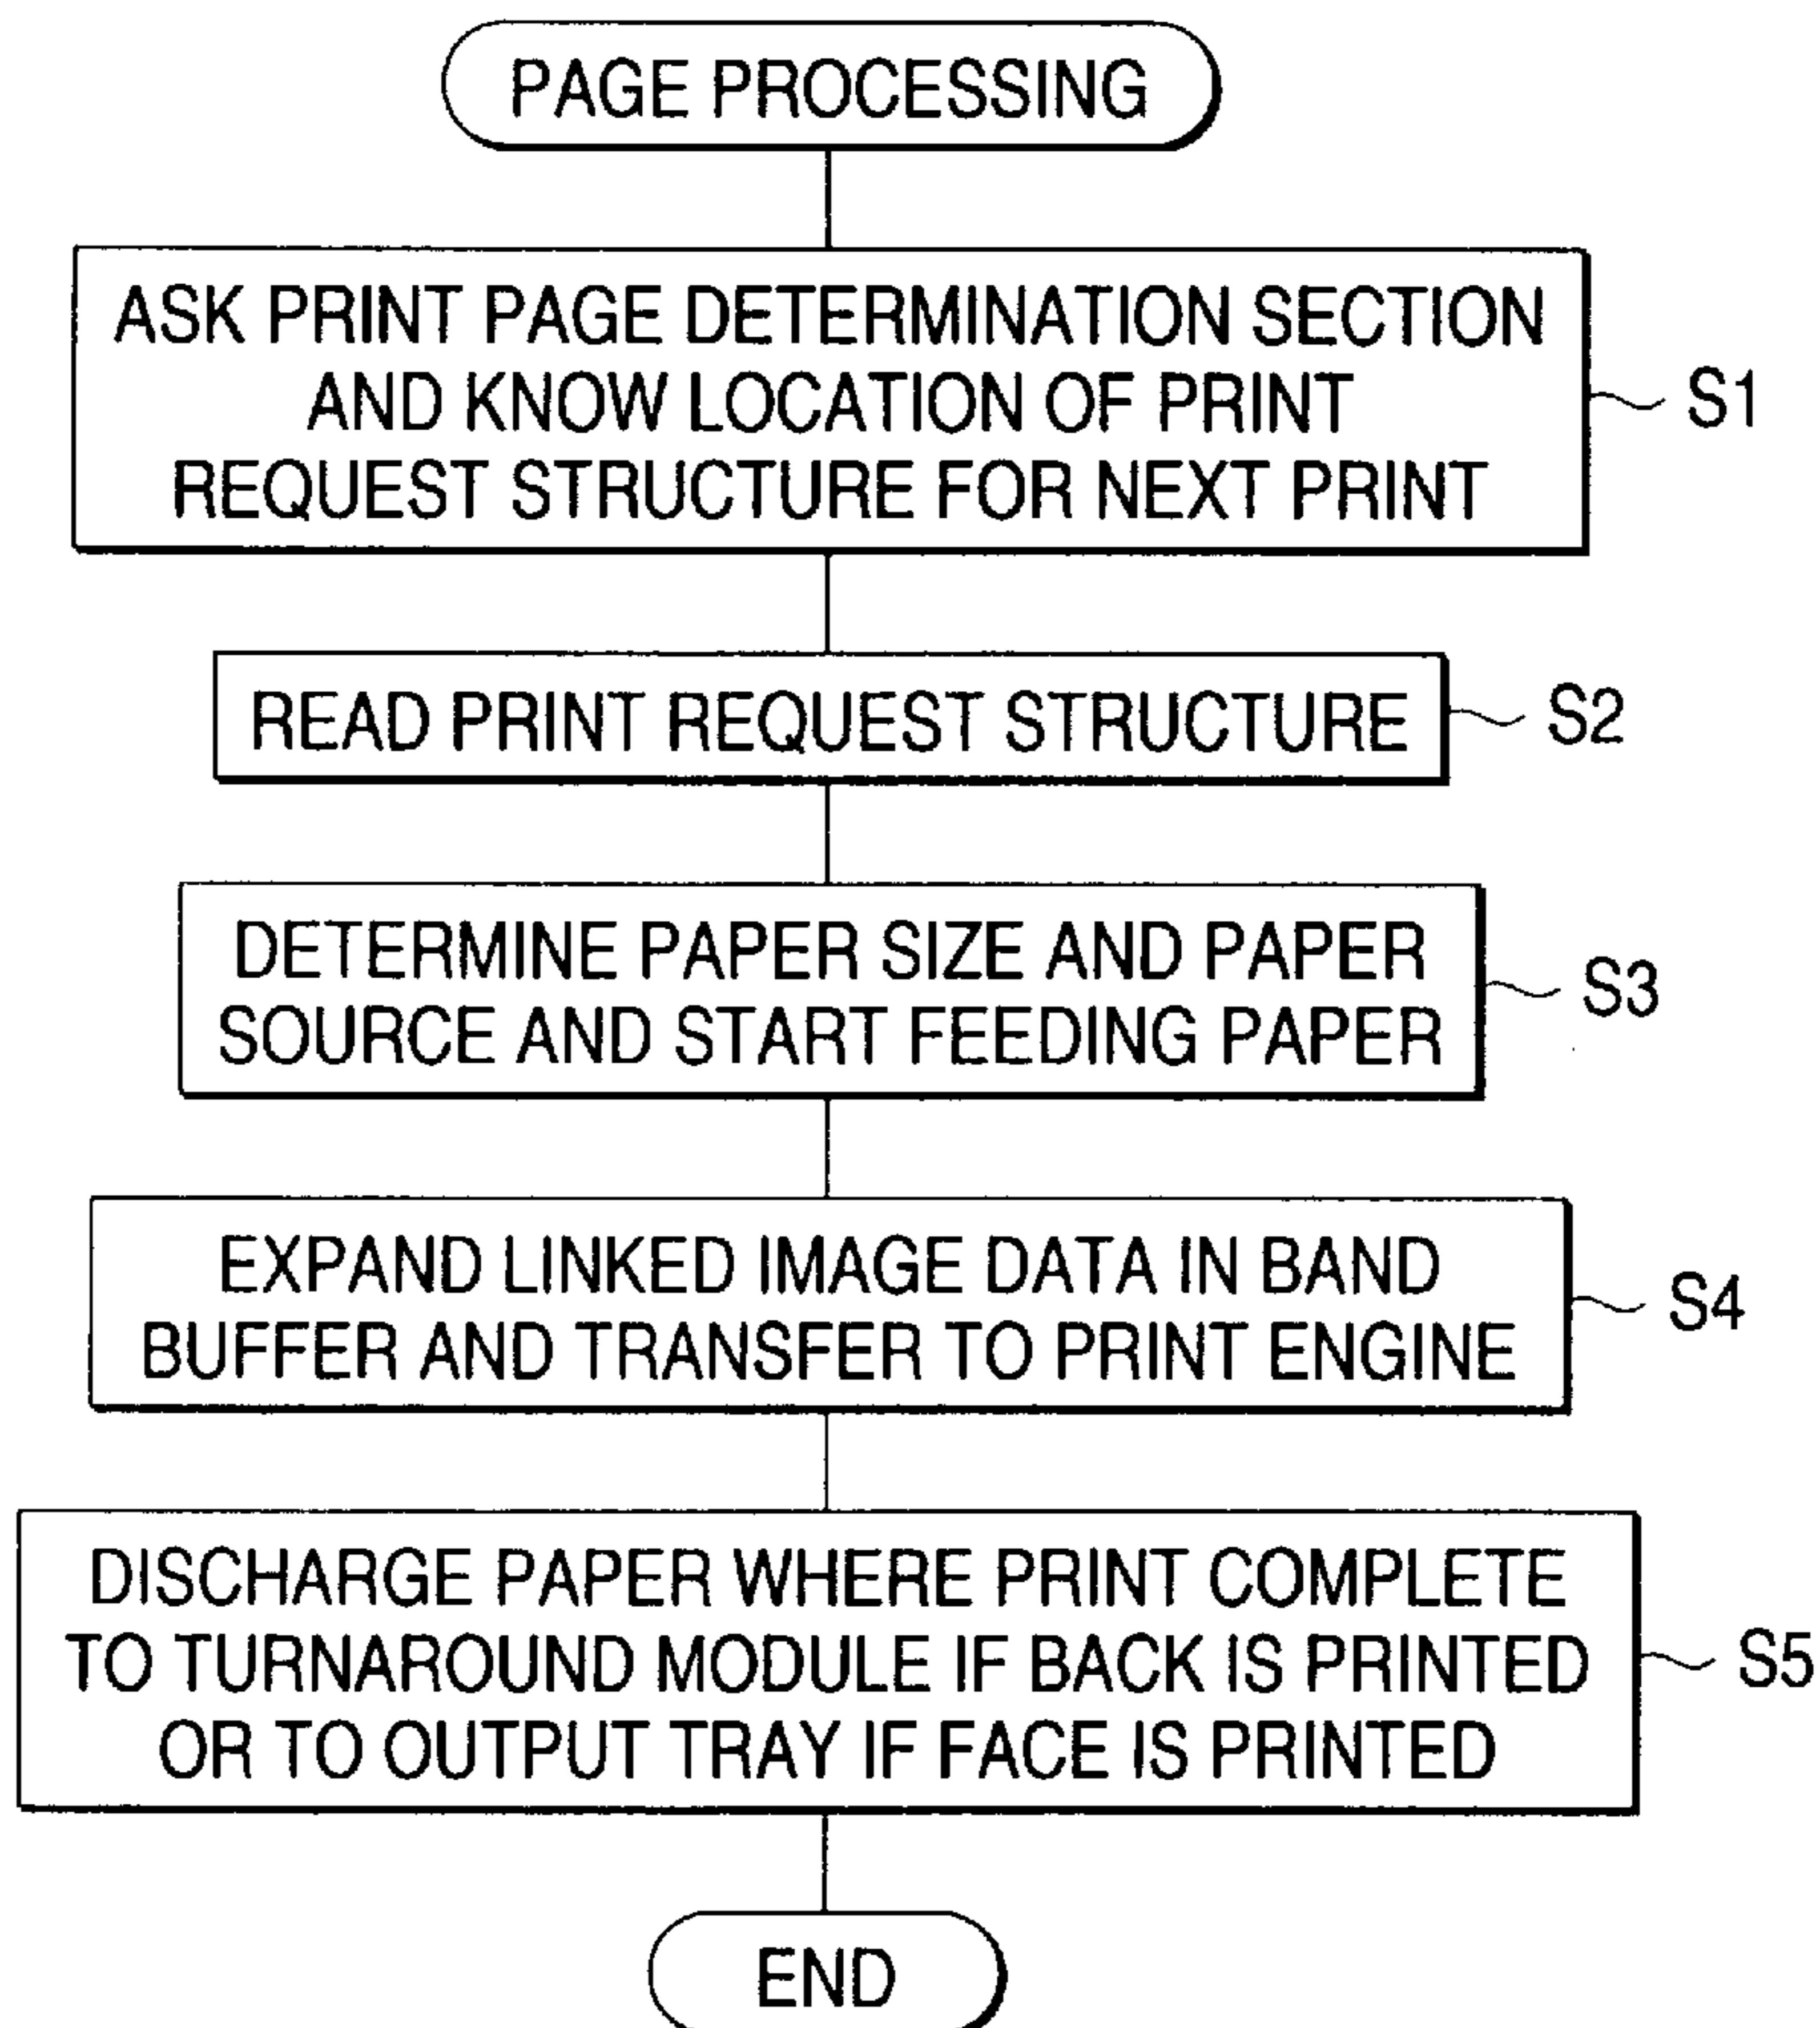 PAGE PROCESSING
ASK PRINT PAGE DETERMINATION SECTION
AND KNOW LOCATION OF PRINT
REQUEST STRUCTURE FOR NEXT PRINT
S1
READ PRINT REQUEST STRUCTURE
S2
DETERMINE PAPER SIZE AND PAPER
SOURCE AND START FEEDING PAPER
S3
EXPAND LINKED IMAGE DATA IN BAND
BUFFER AND TRANSFER TO PRINT ENGINE
S4
DISCHARGE PAPER WHERE PRINT COMPLETE
TO TURNAROUND MODULE IF BACK IS PRINTED
OR TO OUTPUT TRAY IF FACE IS PRINTED
S5
END